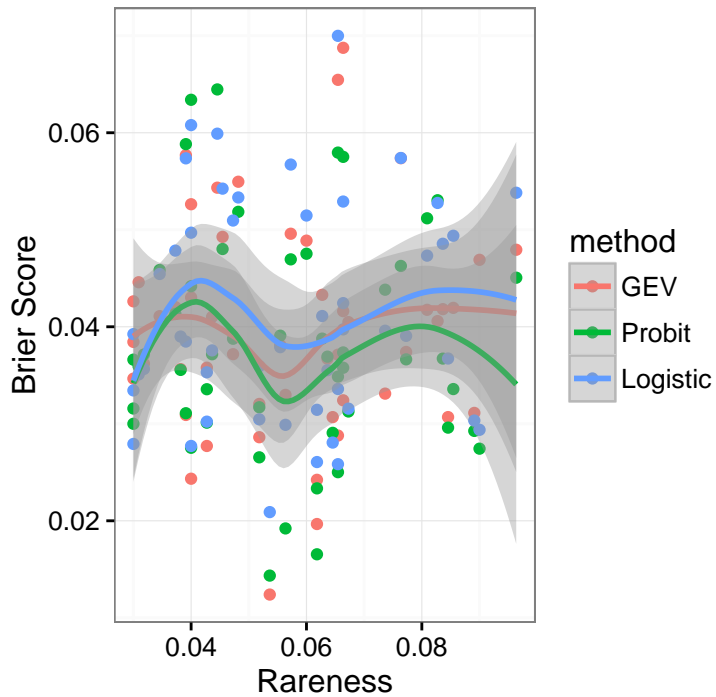 0.06
0.04
0.02
Brier Score
0.04
0.06
0.08
Rareness
method
GEV
Probit
Logistic